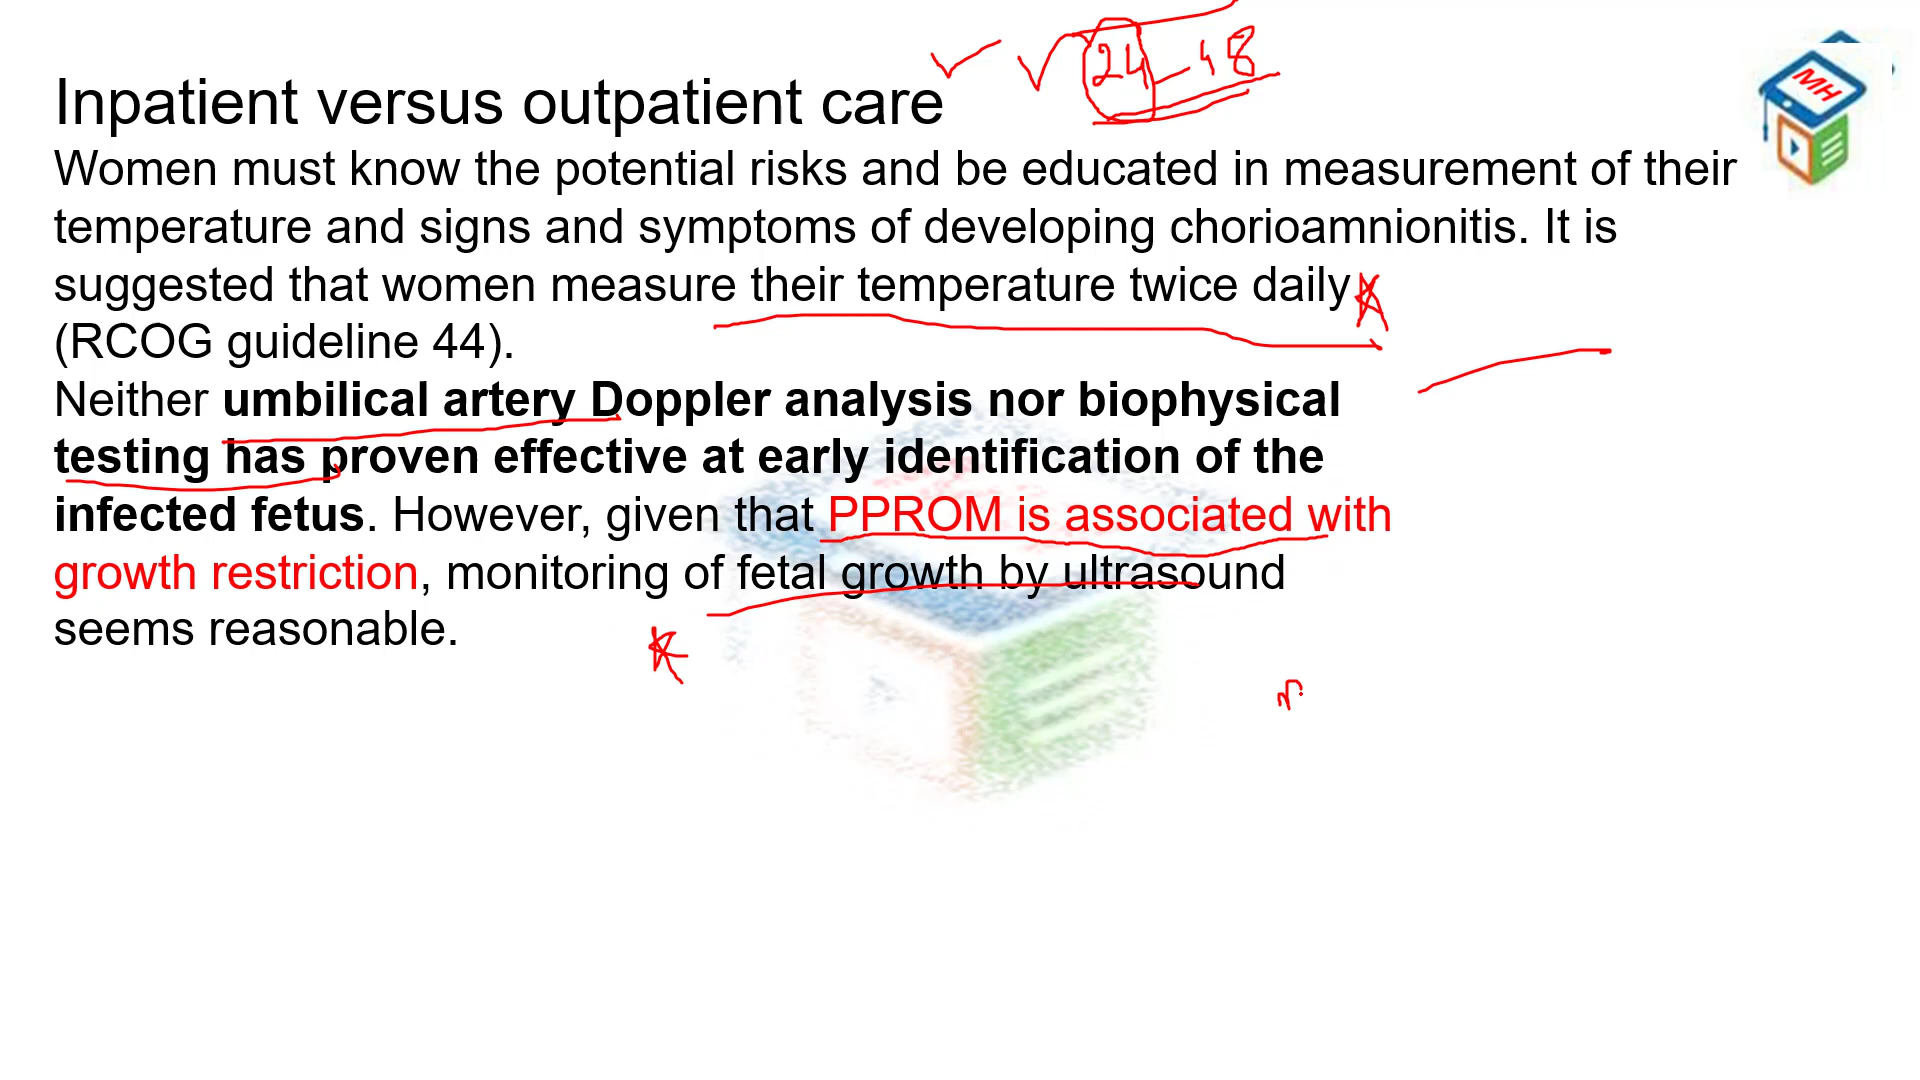 24-48
MH
Inpatient versus outpatient care
Women must know the potential risks and be educated in measurement of their
temperature and signs and symptoms of developing chorioamnionitis. It is
suggested that women measure their temperature twice daily
(RCOG guideline 44).
Neither umbilical artery Doppler analysis nor biophysical
testing has proven effective at early identification of the
infected fetus. However, given that PPROM is associated with
growth restriction, monitoring of fetal growth by ultrasound
seems reasonable.